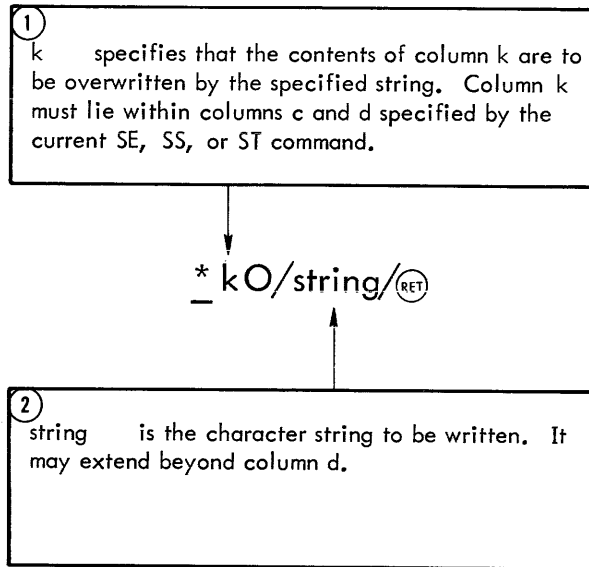 1
k specifies that the contents of column k are to
be overwritten by the specified string. Column k
must lie within columns c and d specified by the
current SE, SS, or ST command.
* kO/string/ RET
2
string is the character string to be written. It
may extend beyond column d.